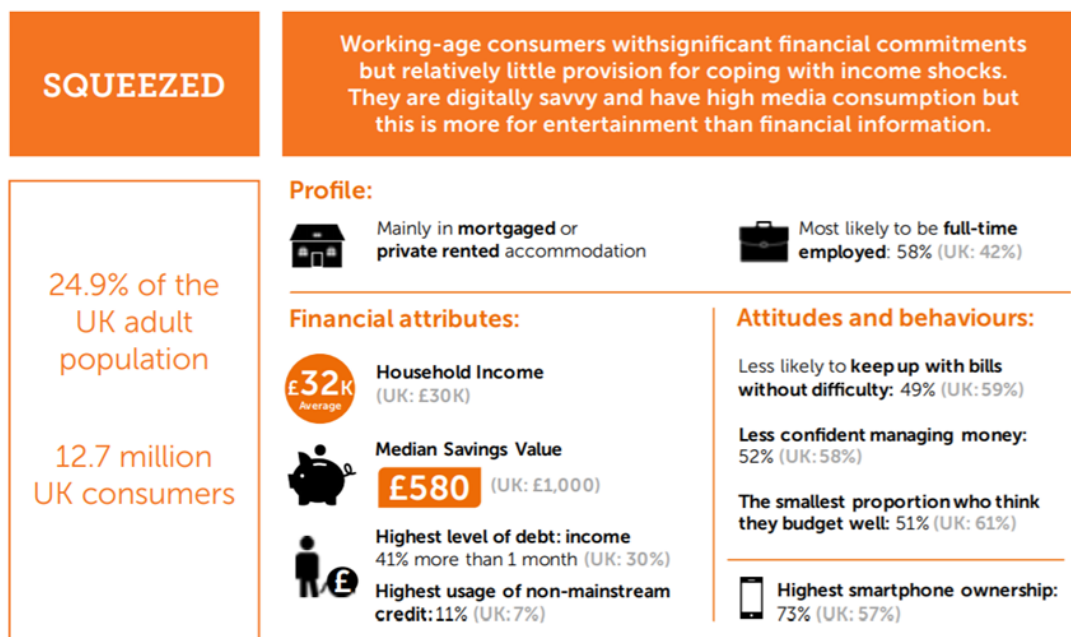 SQUEEZED
Working-age consumers withsignificant financial commitments
but relatively little provision for coping with income shocks.
They are digitally savvy and have high media consumption but
this is more for entertainment than financial information.
24.9% of the
UK adult
population
12.7 million
UK consumers
Profile:
Mainly in mortgaged or
private rented accommodation
Most likely to be full-time
employed: 58% (UK: 42%)
Financial attributes:
£32K
Average
Household Income
(UK: £30K)
Median Savings Value
£580 (UK: £1,000)
Highest level of debt: income
41% more than 1 month (UK: 30%)
£
Highest usage of non-mainstream
credit: 11% (UK: 7%)
Attitudes and behaviours:
Less likely to keep up with bills
without difficulty: 49% (UK: 59%)
Less confident managing money:
52% (UK: 58%)
The smallest proportion who think
they budget well: 51% (UK: 61%)
Highest smartphone ownership:
73% (UK: 57%)